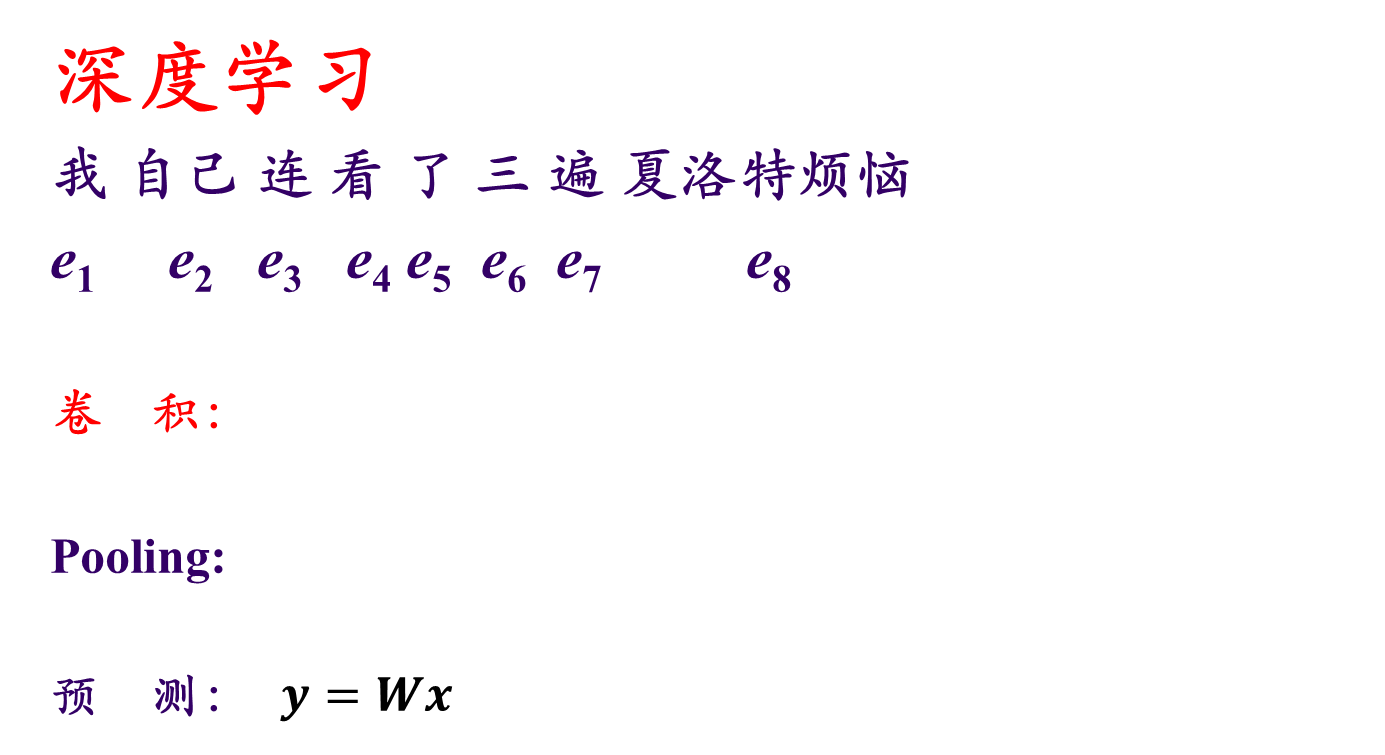 深度学习
我 自己 连 看 了 三 遍 夏洛特烦恼
e₁ e₂ e₃ e₄ e₅ e₆ e₇ e₈
卷 积:
Pooling:
预 测: y = Wx